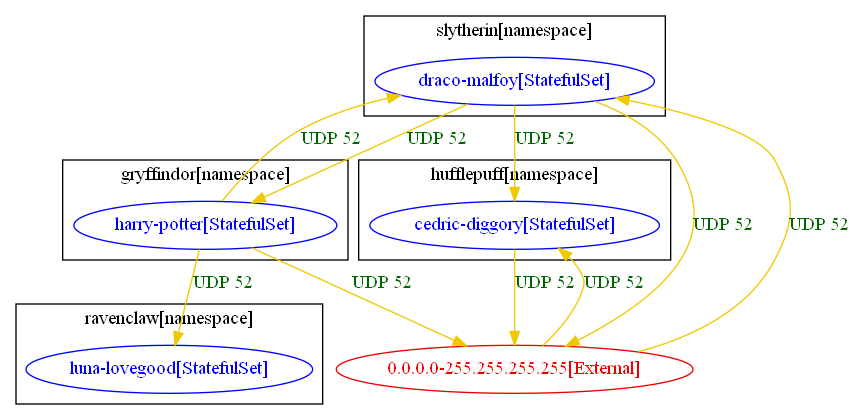 slytherin[namespace]
draco-malfoy[StatefulSet]
UDP 52
UDP 52
UDP 52
gryffindor[namespace]
hufflepuff[namespace]
harry-potter[StatefulSet]
cedric-diggory[StatefulSet]
UDP 52
UDP 52
UDP 52
UDP 52
UDP 52
UDP 52
ravenclaw[namespace]
luna-lovegood[StatefulSet]
0.0.0.0-255.255.255.255[External]